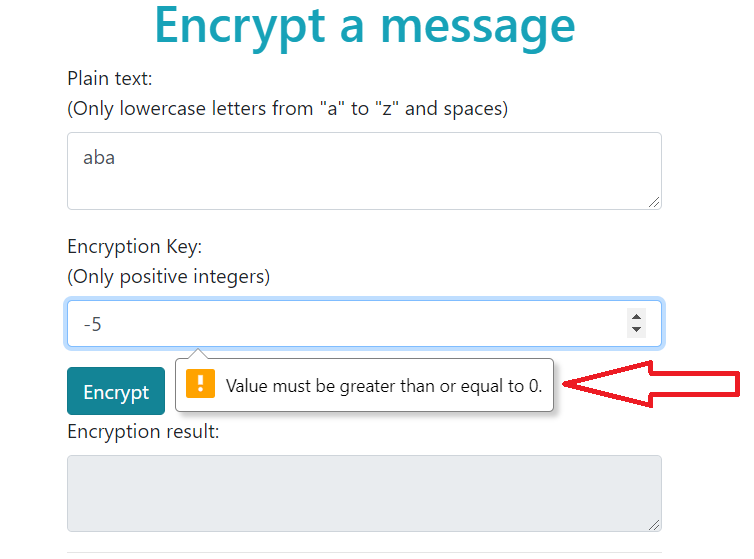 Encrypt a message
Plain text:
(Only lowercase letters from "a" to "z" and spaces)
aba
Encryption Key:
(Only positive integers)
-5
Encrypt
Value must be greater than or equal to 0.
Encryption result: